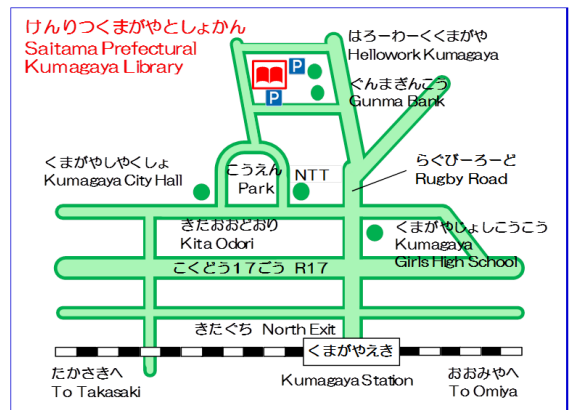 けんりつくまがやとしょかん
Saitama Prefectural
Kumagaya Library
はろーわーくくまがや
Hellowork Kumagaya
P
ぐんまぎんこう
Gunma Bank
P
くまがやしやくしょ
Kumagaya City Hall
こうえん
Park
NTT
らぐびーろーど
Rugby Road
きたおおどおり
Kita Odori
くまがやじょしこうこう
Kumagaya
Girls High School
こくどう17ごう R17
きたぐち North Exit
くまがやえき
Kumagaya Station
たかさきへ
To Takasaki
おおみやへ
To Omiya